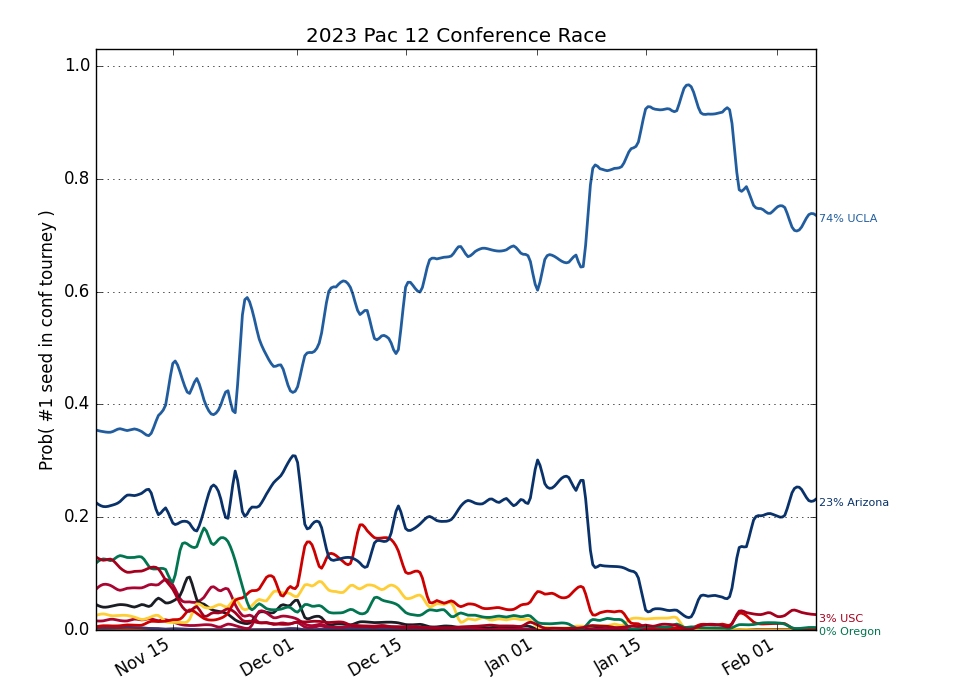 2023 Pac 12 Conference Race
Prob( #1 seed in conf tourney )
1.0
0.8
0.6
0.4
0.2
0.0
74% UCLA
23% Arizona
3% USC
0% Oregon
Nov 15
Dec 01
Dec 15
Jan 01
Jan 15
Feb 01